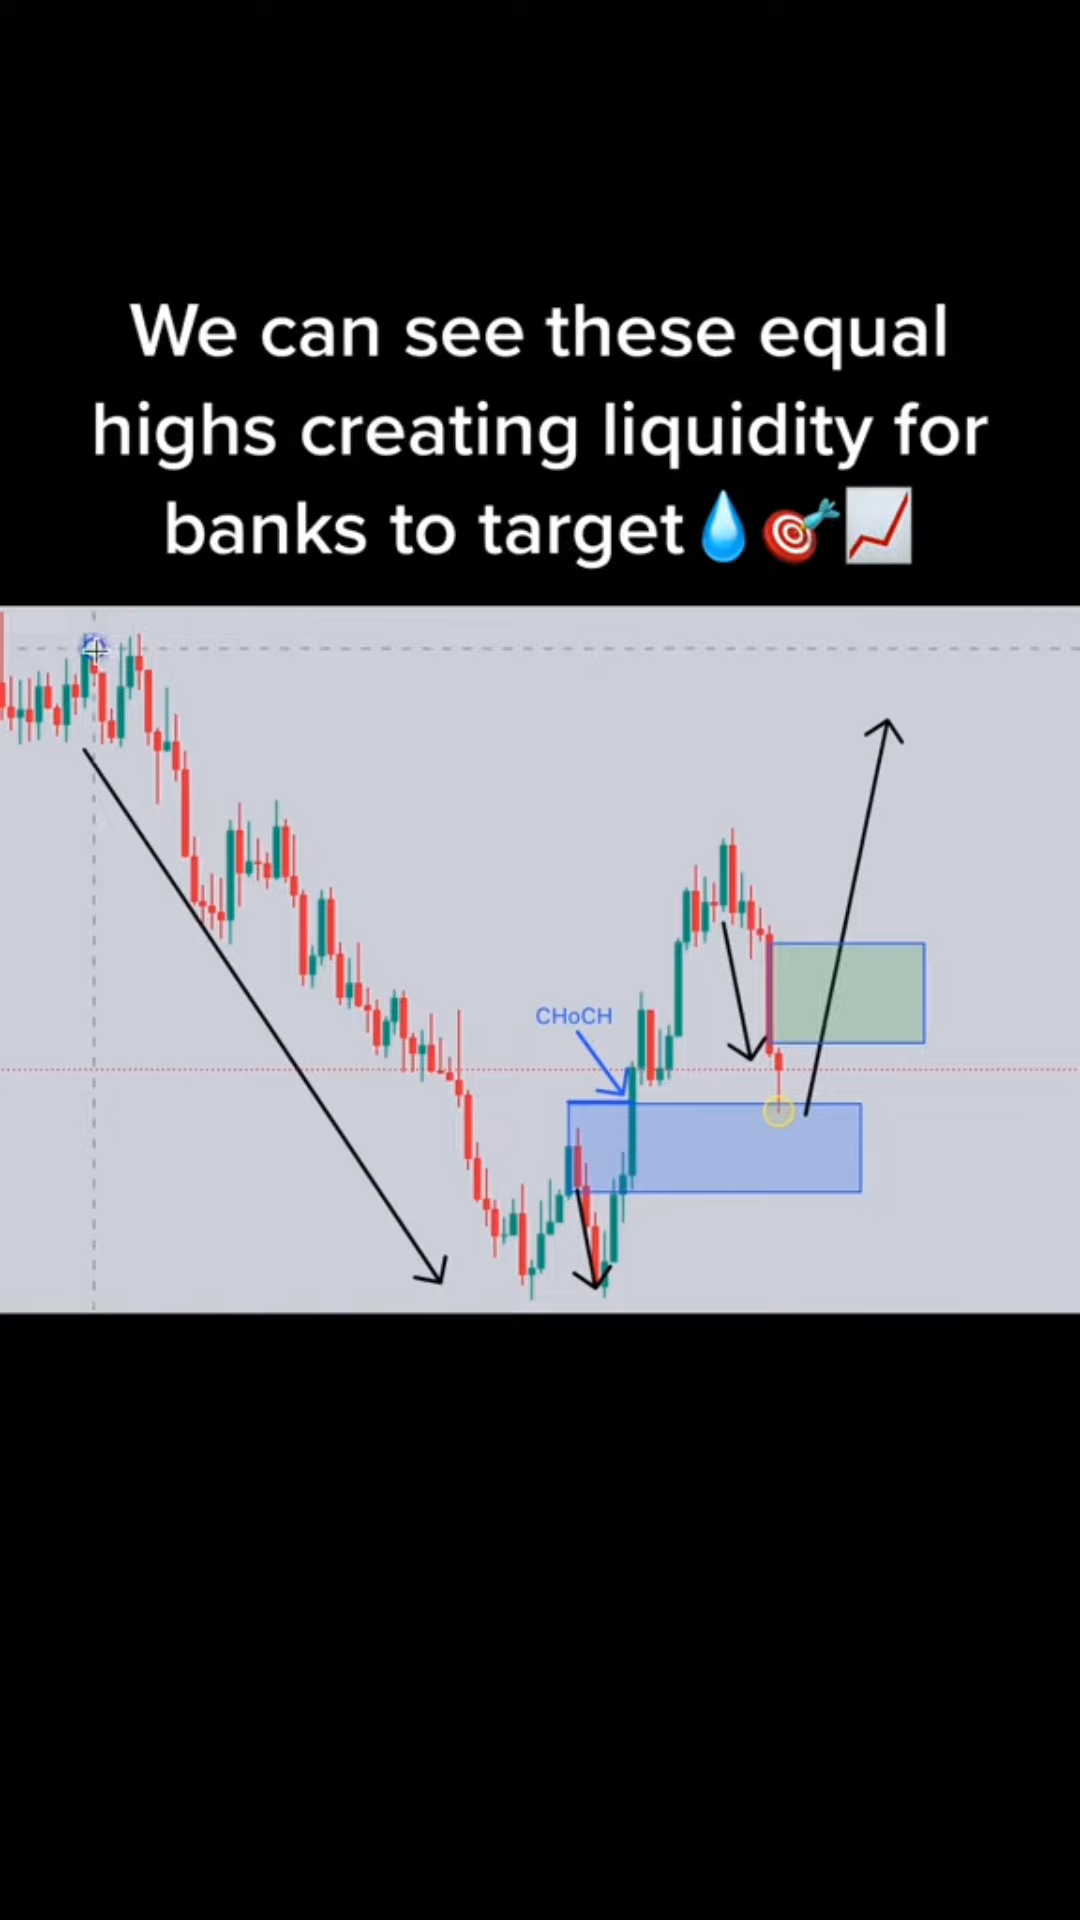 We can see these equal
highs creating liquidity for
banks to target💧🎯📈
CHoCH